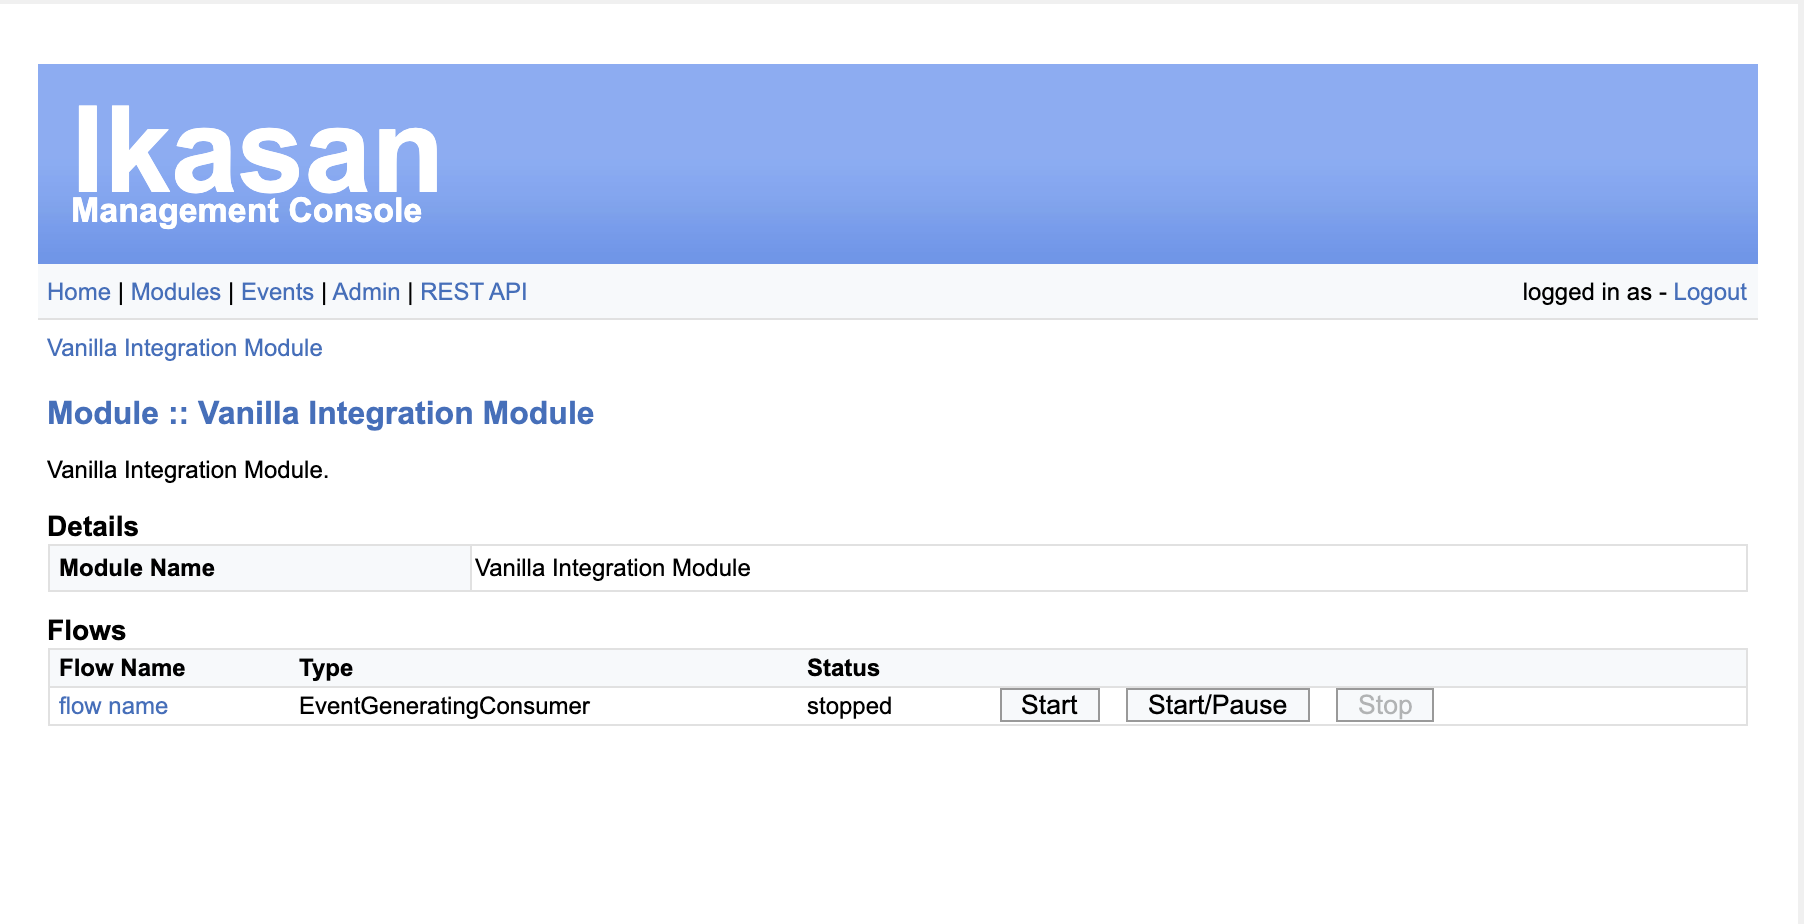 Ikasan
Management Console
Home | Modules | Events | Admin | REST API logged in as - Logout
Vanilla Integration Module
Module :: Vanilla Integration Module
Vanilla Integration Module.
Details
Module Name Vanilla Integration Module
Flows
Flow Name Type Status
flow name EventGeneratingConsumer stopped Start Start/Pause Stop